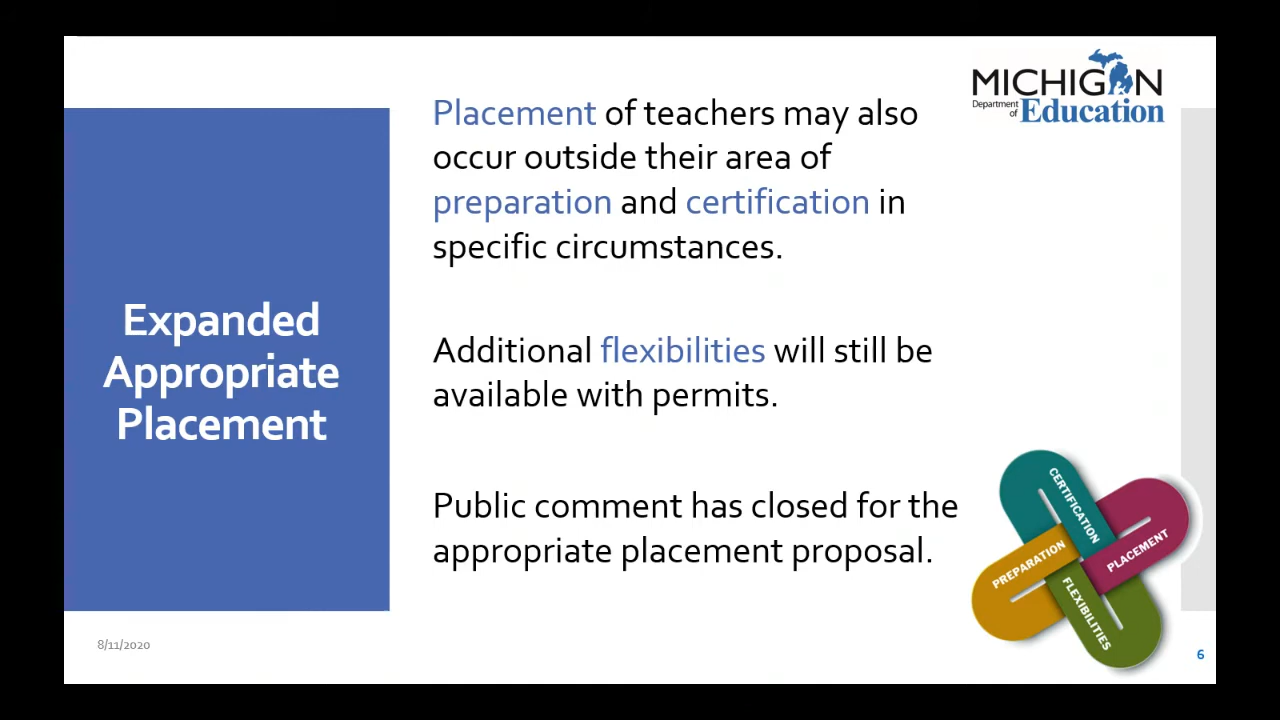 MICHIGAN
Department
of Education
Expanded
Appropriate
Placement
Placement of teachers may also
occur outside their area of
preparation and certification in
specific circumstances.
Additional flexibilities will still be
available with permits.
Public comment has closed for the
appropriate placement proposal.
CERTIFICATION
PLACEMENT
PREPARATION
FLEXIBILITIES
8/11/2020
6